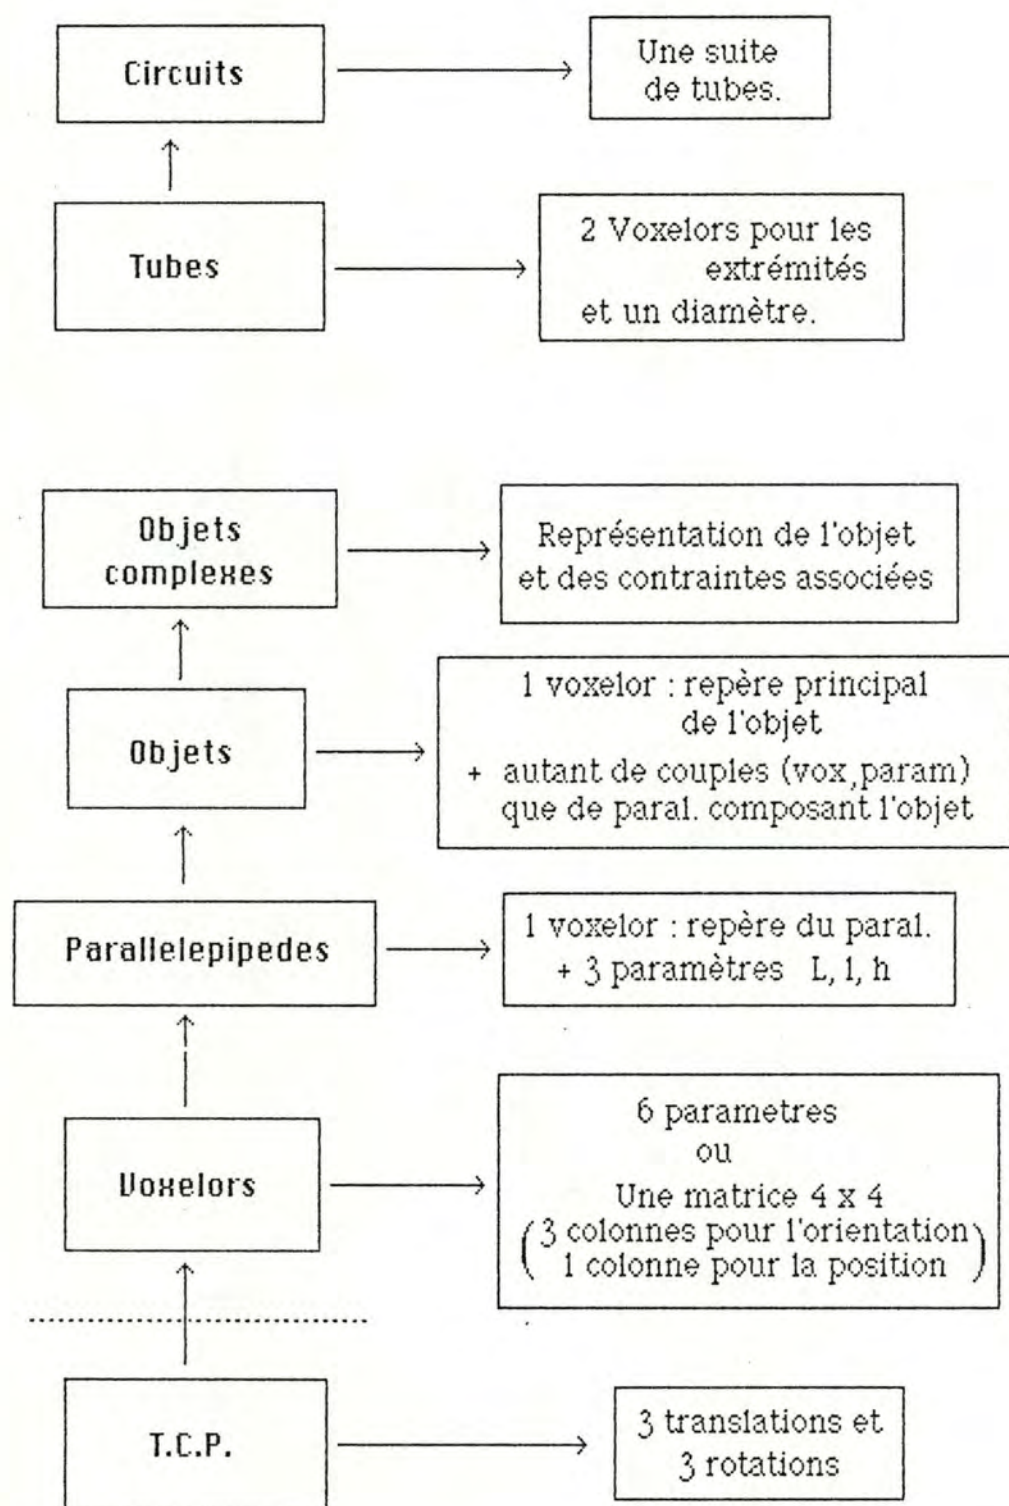 Circuits
Une suite
de tubes.
Tubes
2 Voxelors pour les
extrémités
et un diamètre.
Objets
complexes
Représentation de l'objet
et des contraintes associées
Objets
1 voxelor : repère principal
de l'objet
+ autant de couples (vox,param)
que de paral. composant l'objet
Parallelepipedes
1 voxelor : repère du paral.
+ 3 paramètres L, l, h
Voxelors
6 parametres
ou
Une matrice 4 x 4
(3 colonnes pour l'orientation
1 colonne pour la position)
T.C.P.
3 translations et
3 rotations